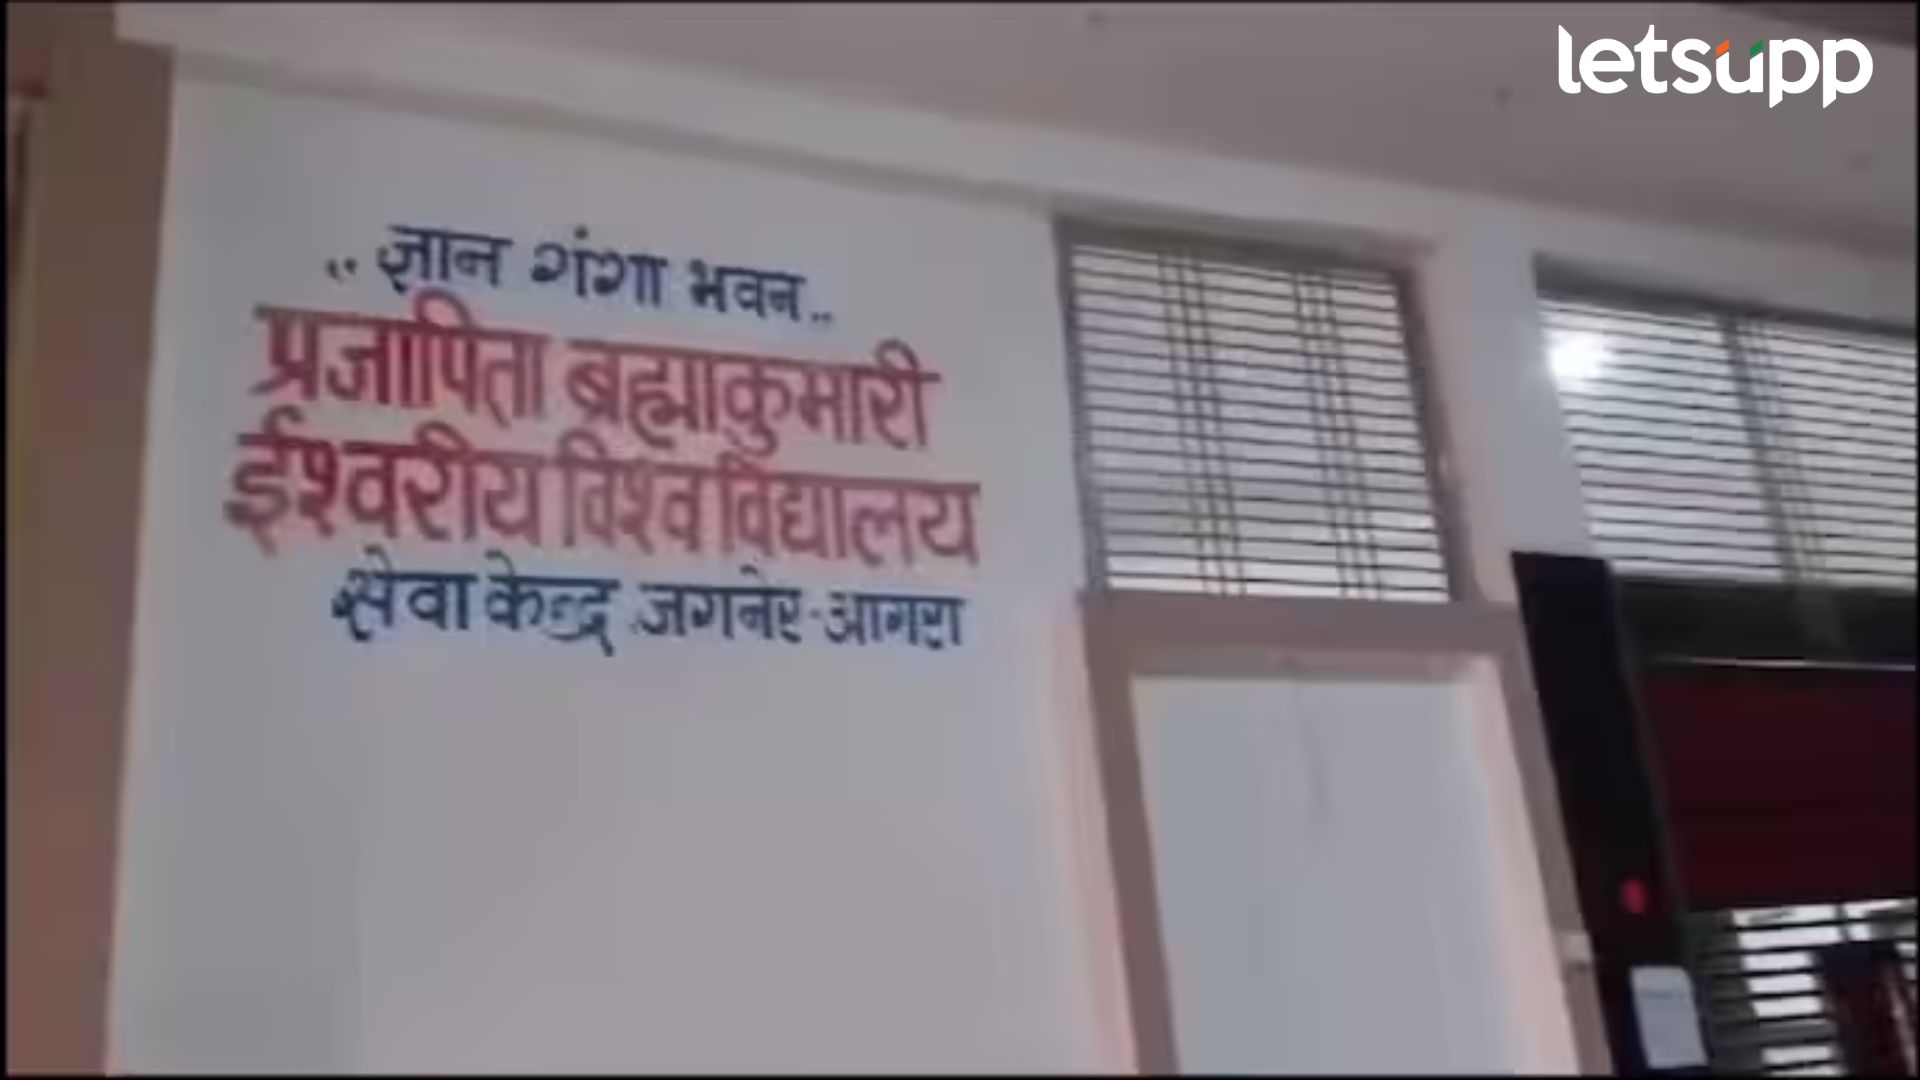 letsupp
,, ज्ञान गंगा भवन ,,
प्रजापिता ब्रह्माकुमारी
ईश्वरीय विश्व विद्यालय
सेवा केन्द्र जगनेर - आगरा